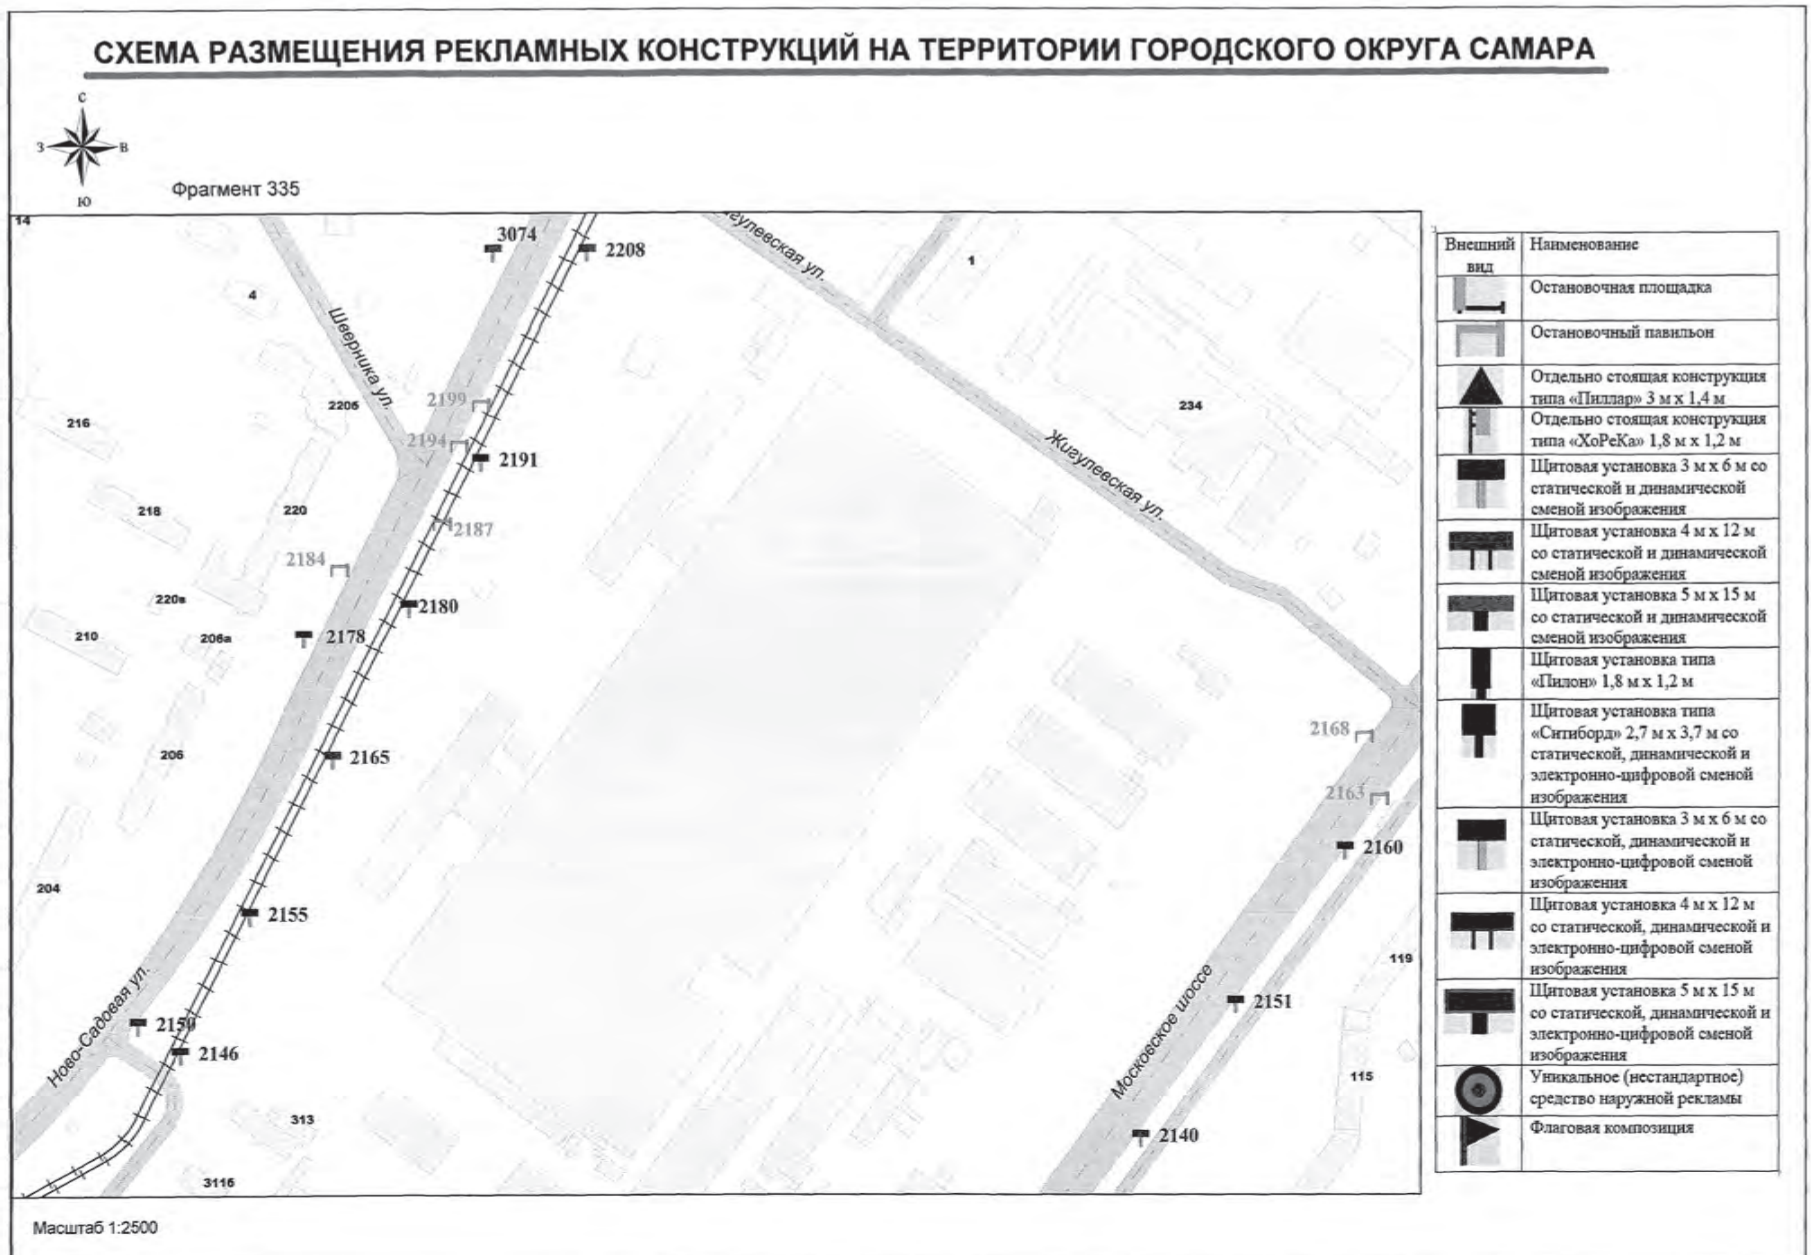 СХЕМА РАЗМЕЩЕНИЯ РЕКЛАМНЫХ КОНСТРУКЦИЙ НА ТЕРРИТОРИИ ГОРОДСКОГО ОКРУГА САМАРА
С
З
В
Ю
Фрагмент 335
14
3074
2208
Жигулевская ул.
1
4
Шверника ул.
2199
220б
234
216
2194
2191
Жигулевская ул.
218
220
2187
2184
220в
2180
210
206а
2178
2168
206
2165
2163
2160
204
2155
119
Ново-Садовая ул.
2151
Московское шоссе
2150
2146
115
313
2140
311б
Масштаб 1:2500
Внешний вид
Наименование
Остановочная площадка
Остановочный павильон
Отдельно стоящая конструкция
типа «Пиллар» 3 м х 1,4 м
Отдельно стоящая конструкция
типа «ХоРеКа» 1,8 м х 1,2 м
Щитовая установка 3 м х 6 м со
статической и динамической
сменой изображения
Щитовая установка 4 м х 12 м
со статической и динамической
сменой изображения
Щитовая установка 5 м х 15 м
со статической и динамической
сменой изображения
Щитовая установка типа
«Пилон» 1,8 м х 1,2 м
Щитовая установка типа
«Ситиборд» 2,7 м х 3,7 м со
статической, динамической и
электронно-цифровой сменой
изображения
Щитовая установка 3 м х 6 м со
статической, динамической и
электронно-цифровой сменой
изображения
Щитовая установка 4 м х 12 м
со статической, динамической и
электронно-цифровой сменой
изображения
Щитовая установка 5 м х 15 м
со статической, динамической и
электронно-цифровой сменой
изображения
Уникальное (нестандартное)
средство наружной рекламы
Флаговая композиция